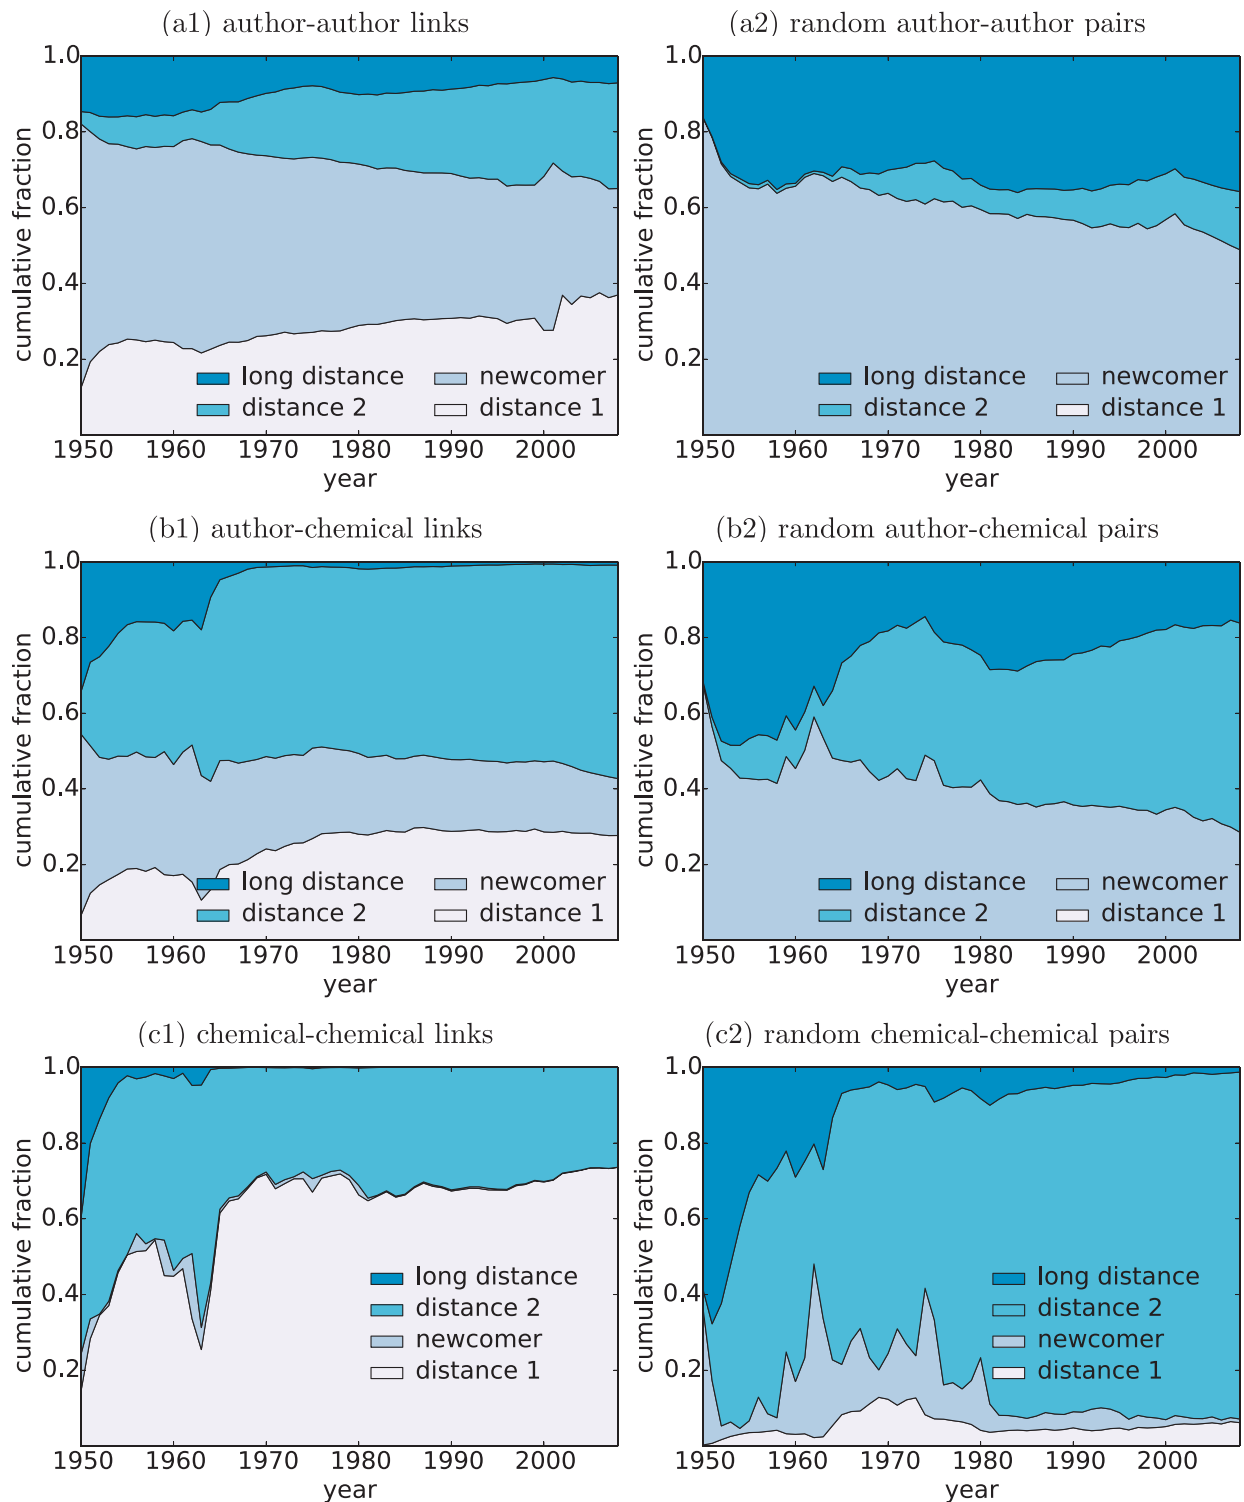 (a1) author-author links
(a2) random author-author pairs
cumulative fraction
1.0
0.8
0.6
0.4
0.2
long distance
newcomer
distance 2
distance 1
1950 1960 1970 1980 1990 2000
year
cumulative fraction
1.0
0.8
0.6
0.4
0.2
long distance
newcomer
distance 2
distance 1
1950 1960 1970 1980 1990 2000
year
(b1) author-chemical links
(b2) random author-chemical pairs
cumulative fraction
1.0
0.8
0.6
0.4
0.2
long distance
newcomer
distance 2
distance 1
1950 1960 1970 1980 1990 2000
year
cumulative fraction
1.0
0.8
0.6
0.4
0.2
long distance
newcomer
distance 2
distance 1
1950 1960 1970 1980 1990 2000
year
(c1) chemical-chemical links
(c2) random chemical-chemical pairs
cumulative fraction
1.0
0.8
0.6
0.4
0.2
long distance
distance 2
newcomer
distance 1
1950 1960 1970 1980 1990 2000
year
cumulative fraction
1.0
0.8
0.6
0.4
0.2
long distance
distance 2
newcomer
distance 1
1950 1960 1970 1980 1990 2000
year